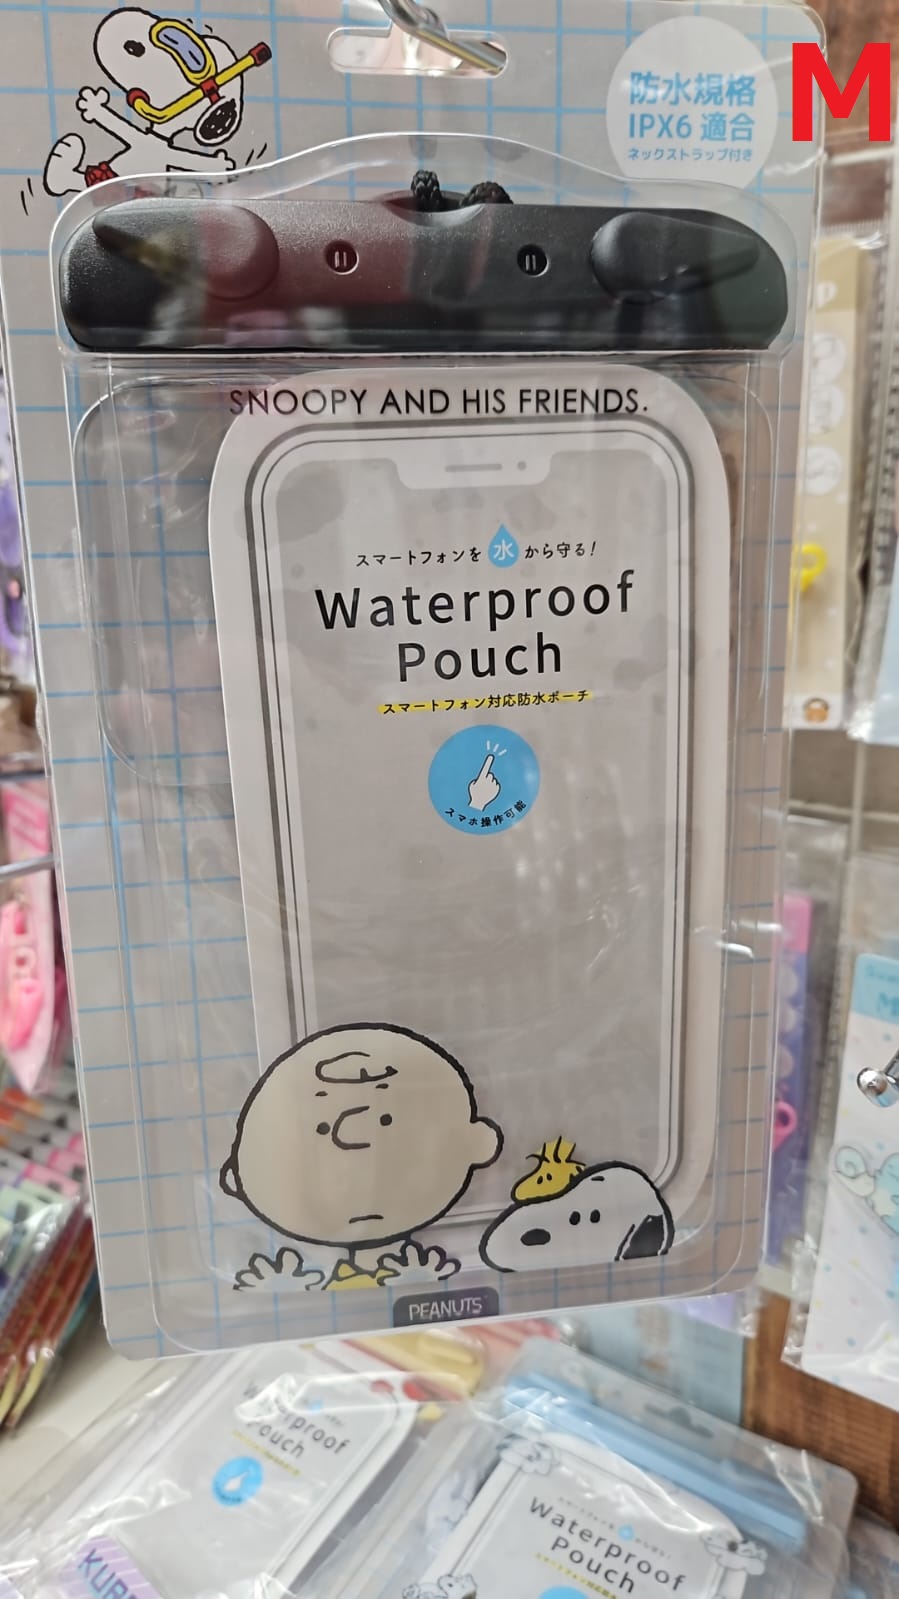 M
防水規格
IPX6 適合
ネックストラップ付き
SNOOPY AND HIS FRIENDS.
スマートフォンを水から守る!
Waterproof
Pouch
スマートフォン対応防水ポーチ
スマホ操作可能
PEANUTS
Waterproof
Pouch
Waterproof
Pouch